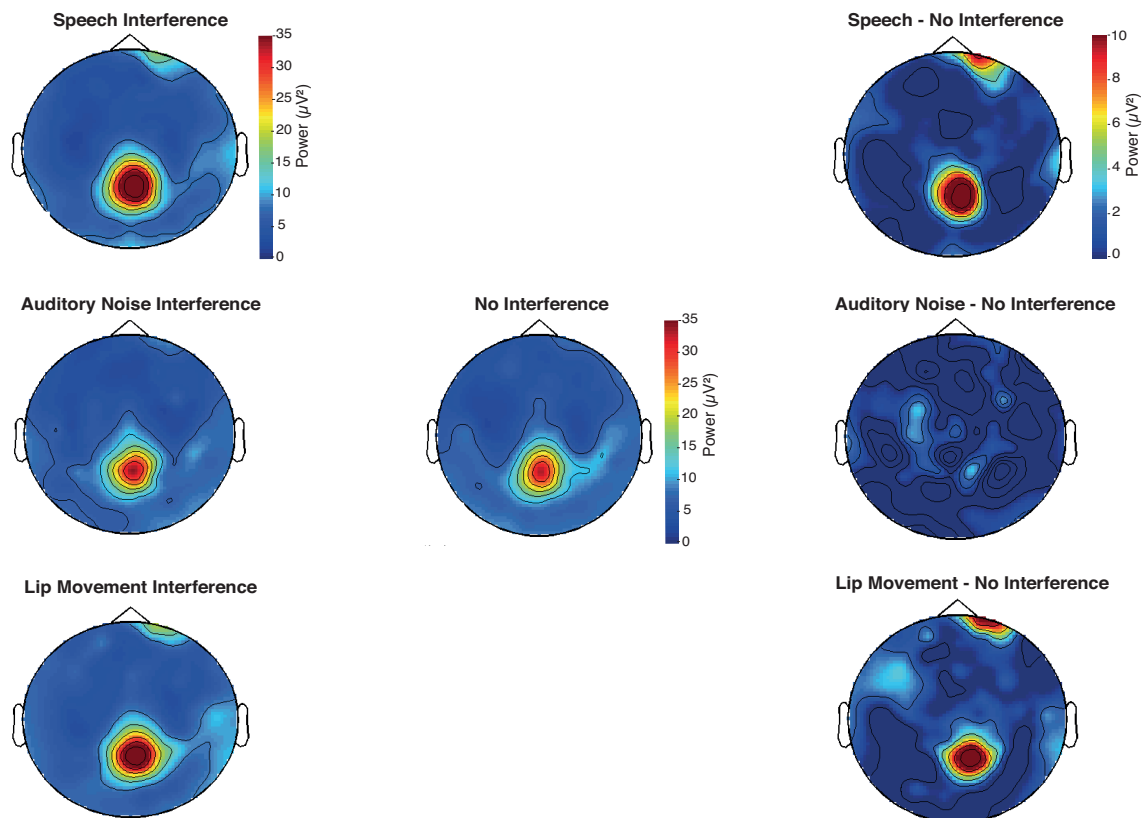 Speech Interference
35
30
25
20
15
10
5
0
Power (µV²)
Speech - No Interference
10
8
6
4
2
0
Power (µV²)
Auditory Noise Interference
No Interference
35
30
25
20
15
10
5
0
Power (µV²)
Auditory Noise - No Interference
Lip Movement Interference
Lip Movement - No Interference